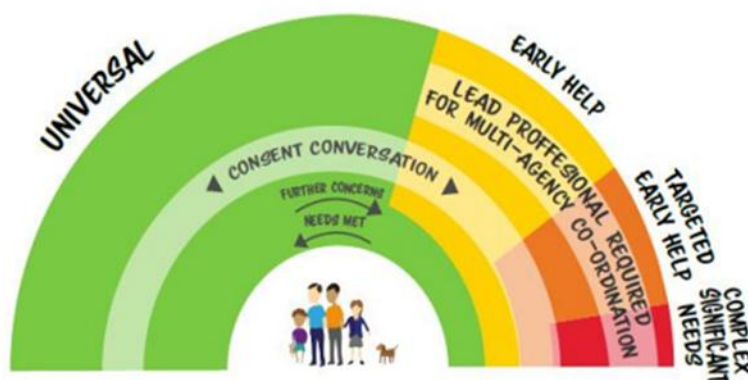 UNIVERSAL
EARLY HELP
LEAD PROFFESIONAL REQUIRED
FOR MULTI-AGENCY CO-ORDINATION
CONSENT CONVERSATION
FURTHER CONCERNS
NEEDS MET
TARGETED
EARLY HELP
COMPLEX
SIGNIFICANT
NEEDS